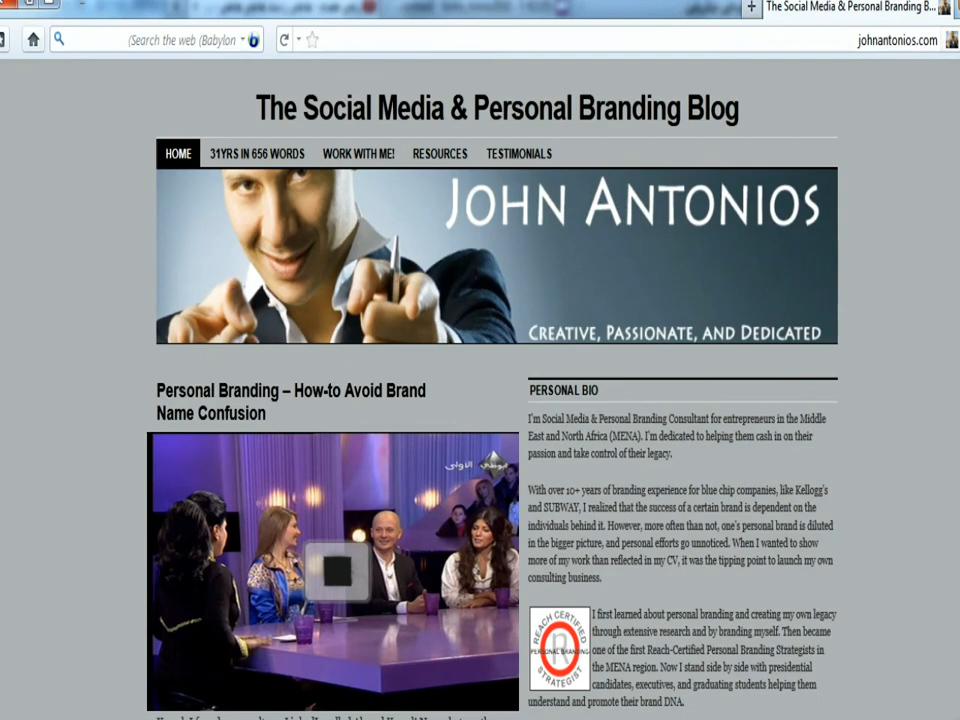 The Social Media & Personal Branding B...
(Search the web (Babylon
johnantonios.com
The Social Media & Personal Branding Blog
HOME 31YRS IN 656 WORDS WORK WITH ME! RESOURCES TESTIMONIALS
JOHN ANTONIOS
CREATIVE, PASSIONATE, AND DEDICATED
Personal Branding – How-to Avoid Brand
Name Confusion
الأولى
PERSONAL BIO
I'm Social Media & Personal Branding Consultant for entrepreneurs in the Middle
East and North Africa (MENA). I'm dedicated to helping them cash in on their
passion and take control of their legacy.
With over 10+ years of branding experience for blue chip companies, like Kellogg's
and SUBWAY, I realized that the success of a certain brand is dependent on the
individuals behind it. However, more often than not, one's personal brand is diluted
in the bigger picture, and personal efforts go unnoticed. When I wanted to show
more of my work than reflected in my CV, it was the tipping point to launch my own
consulting business.
REACH CERTIFIED
PERSONAL BRANDING
STRATEGIST
I first learned about personal branding and creating my own legacy
through extensive research and by branding myself. Then became
one of the first Reach-Certified Personal Branding Strategists in
the MENA region. Now I stand side by side with presidential
candidates, executives, and graduating students helping them
understand and promote their brand DNA.